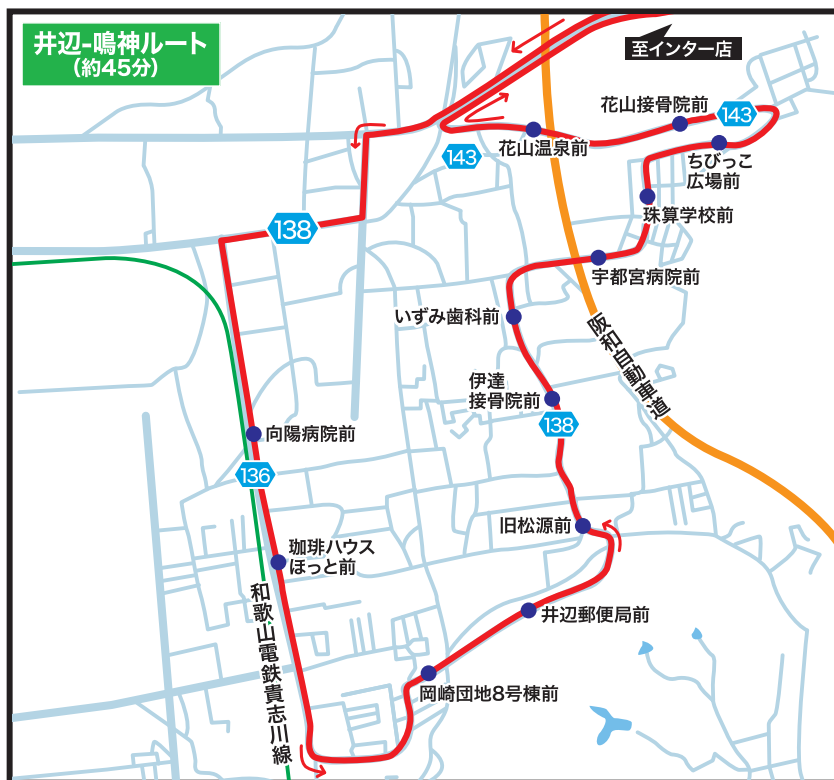 井辺-鳴神ルート
(約45分)
至インター店
花山接骨院前
143
花山温泉前
143
ちびっこ
広場前
珠算学校前
138
宇都宮病院前
いずみ歯科前
阪和自動車道
伊達
接骨院前
138
向陽病院前
136
旧松源前
珈琲ハウス
ほっと前
和歌山電鉄貴志川線
井辺郵便局前
岡崎団地8号棟前